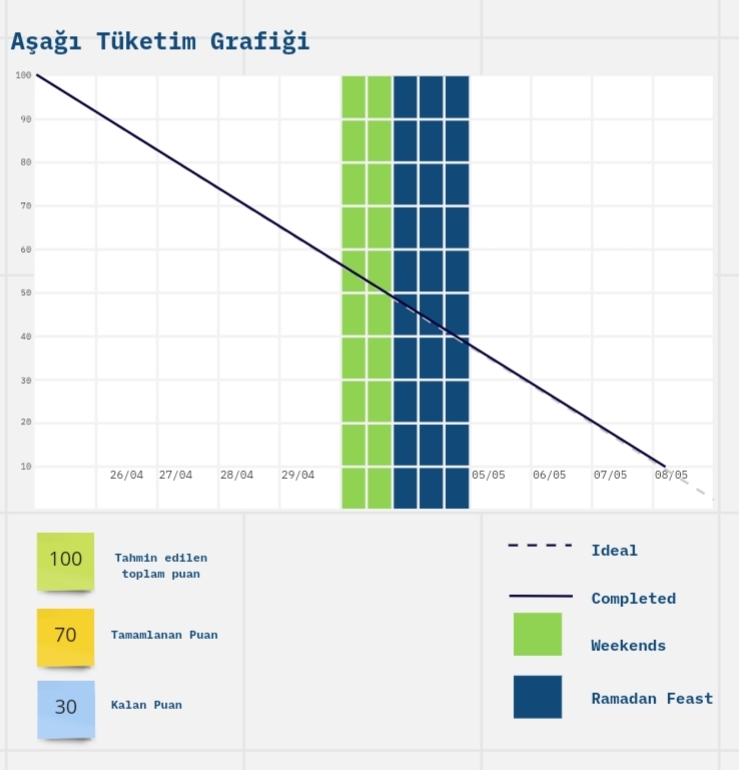 Aşağı Tüketim Grafiği
100
90
80
70
60
50
40
30
20
10
26/04 27/04 28/04 29/04 05/05 06/05 07/05 08/05
100
Tahmin edilen
toplam puan
70
Tamamlanan Puan
30
Kalan Puan
Ideal
Completed
Weekends
Ramadan Feast